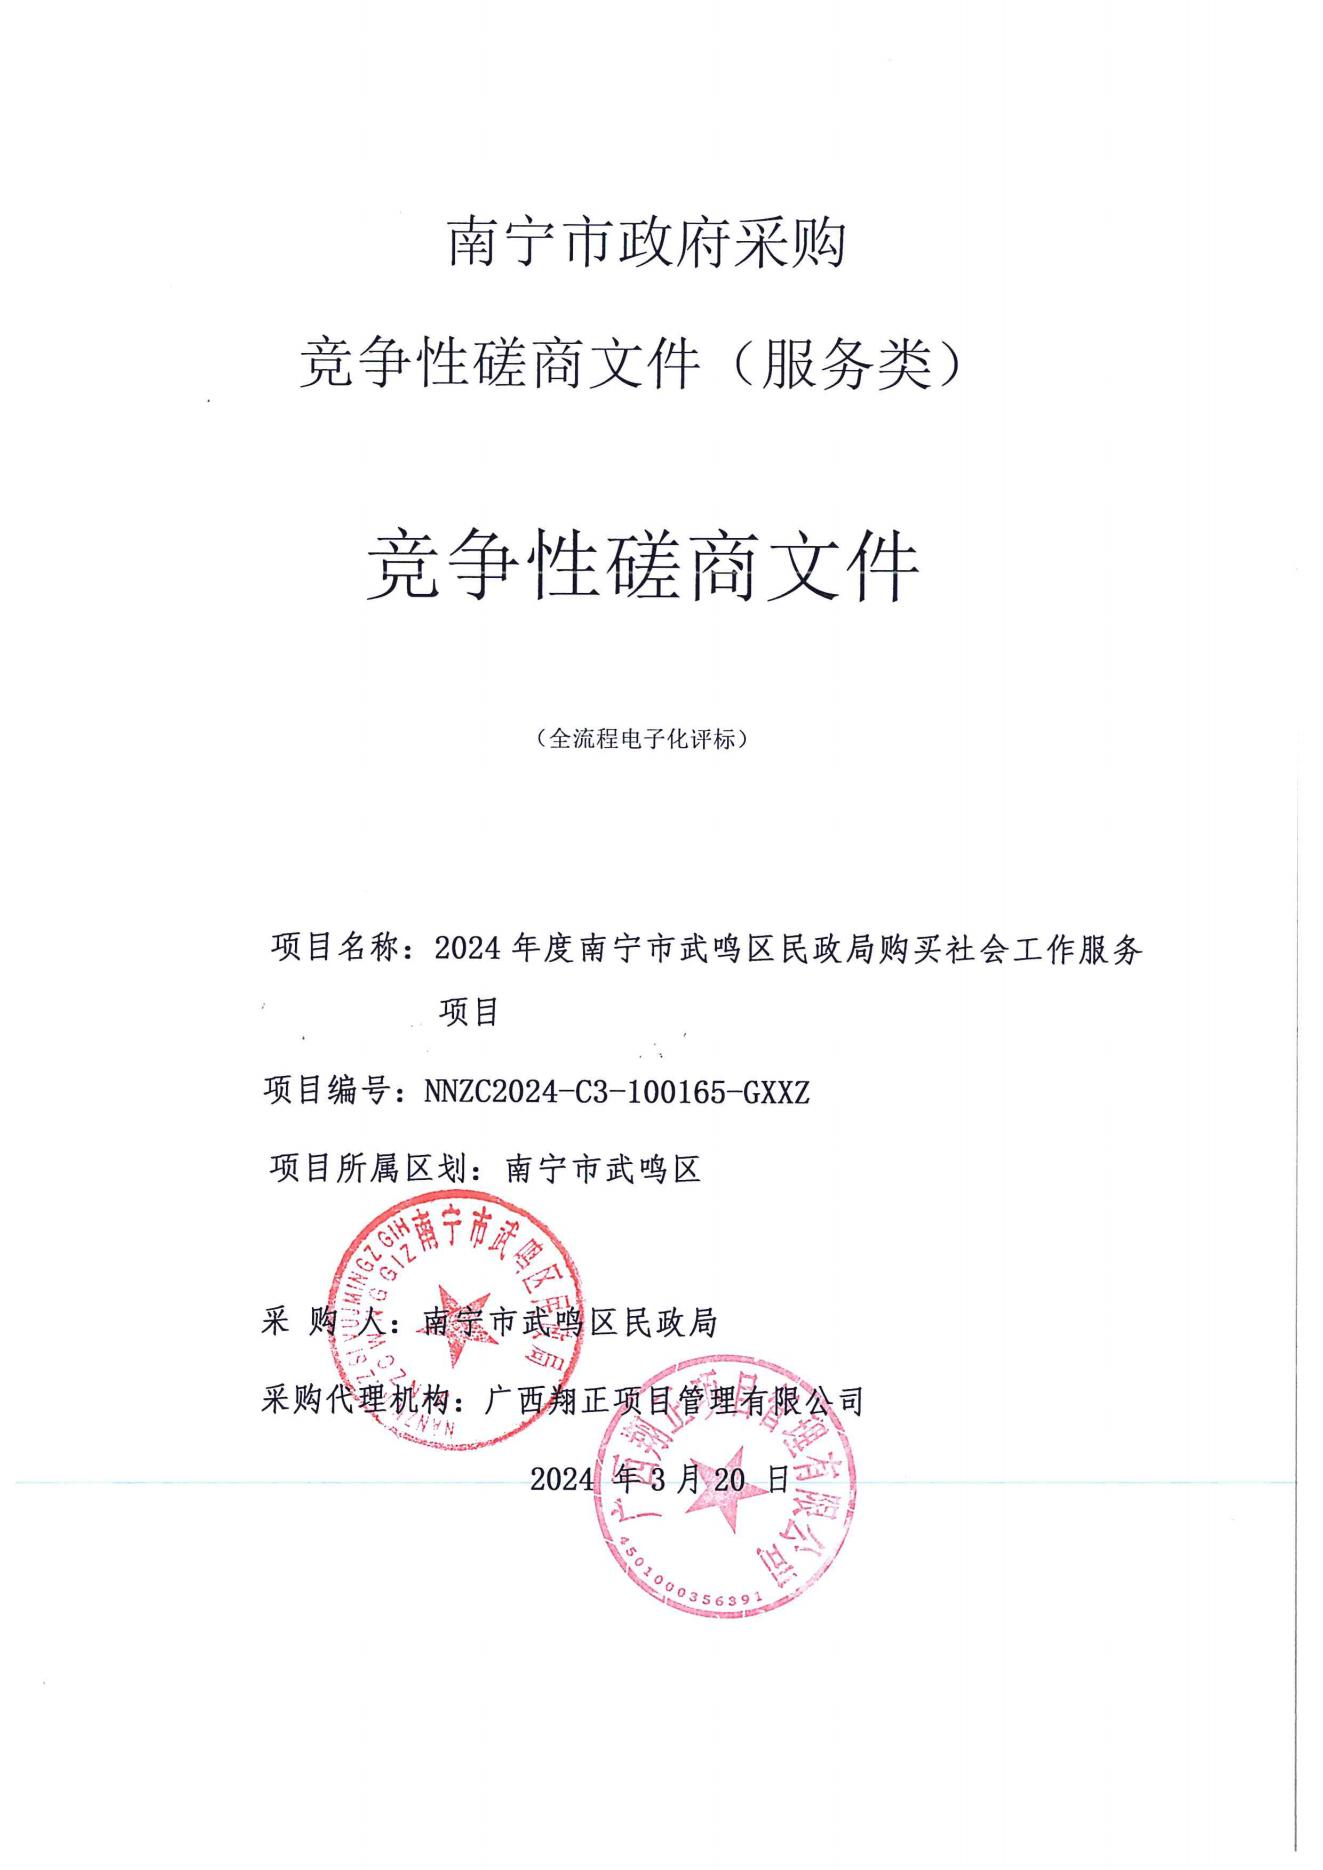 南宁市政府采购
竞争性磋商文件（服务类）
竞争性磋商文件
（全流程电子化评标）
项目名称：2024 年度南宁市武鸣区民政局购买社会工作服务
项目
项目编号：NNZC2024-C3-100165-GXXZ
项目所属区划：南宁市武鸣区
南宁市武鸣区民政局
采 购 人：南宁市武鸣区民政局
采购代理机构：广西翔正项目管理有限公司
2024 年 3 月 20 日
广西翔正项目管理有限公司
4501000356391